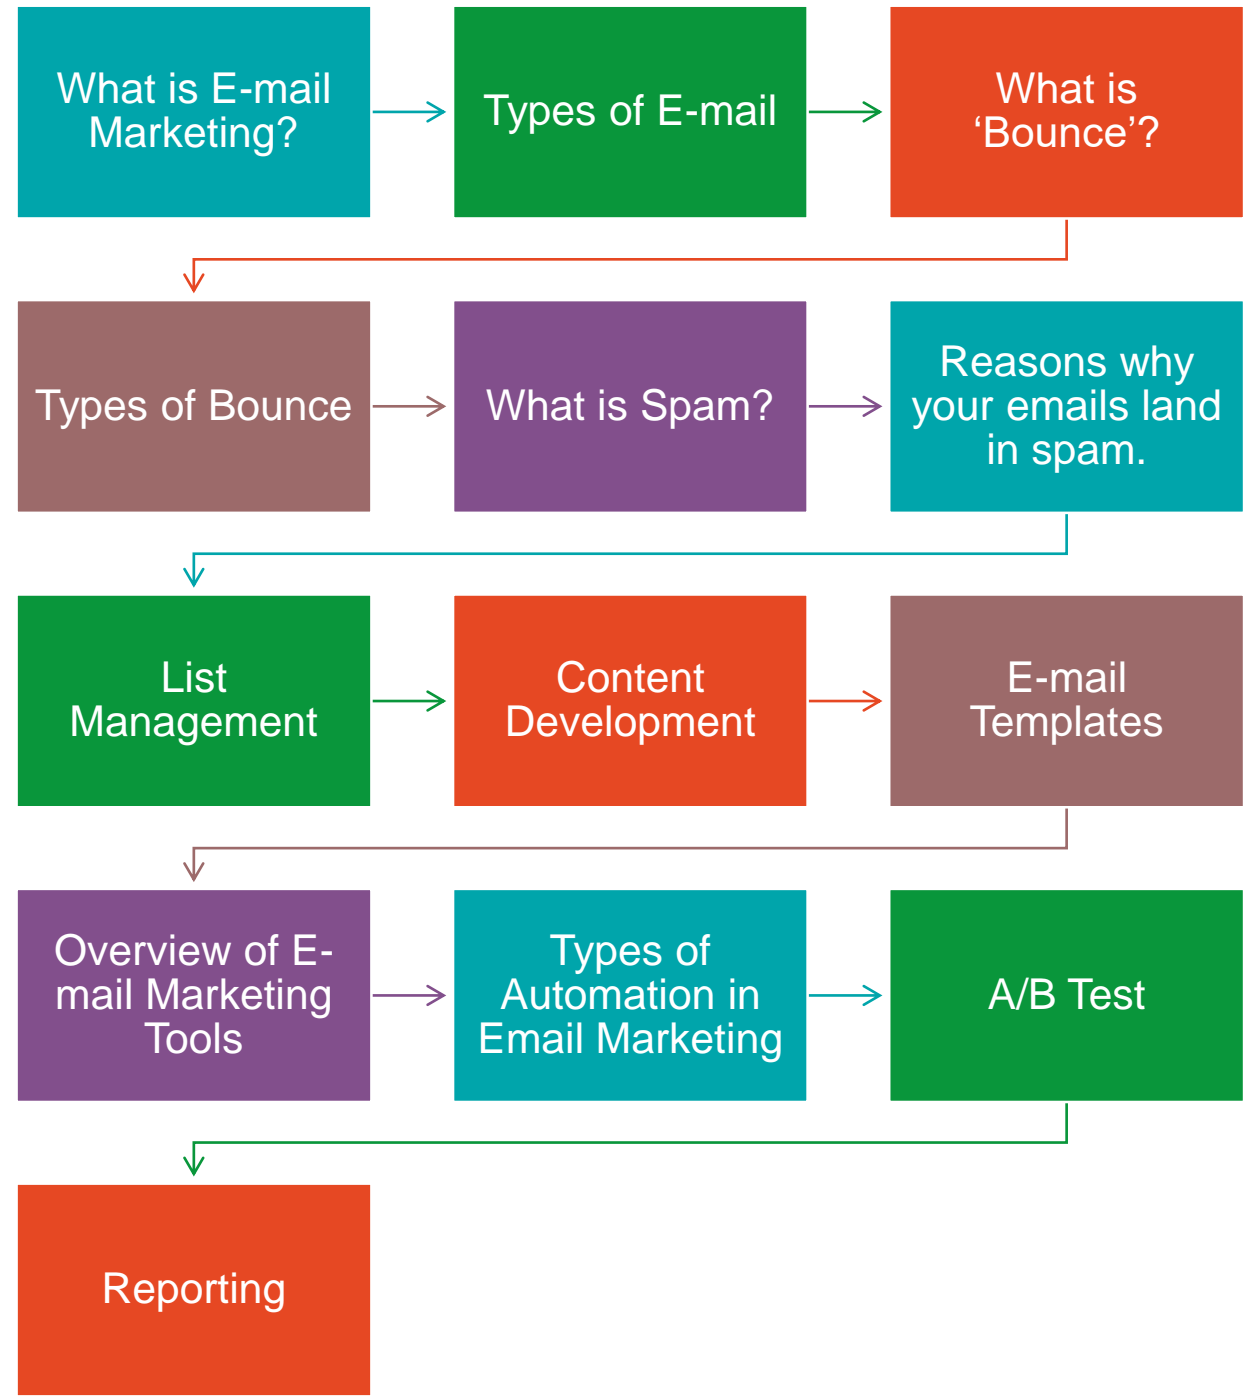 What is E-mail
Marketing?
Types of E-mail
What is
‘Bounce’?
Types of Bounce
What is Spam?
Reasons why
your emails land
in spam.
List
Management
Content
Development
E-mail
Templates
Overview of E-
mail Marketing
Tools
Types of
Automation in
Email Marketing
A/B Test
Reporting